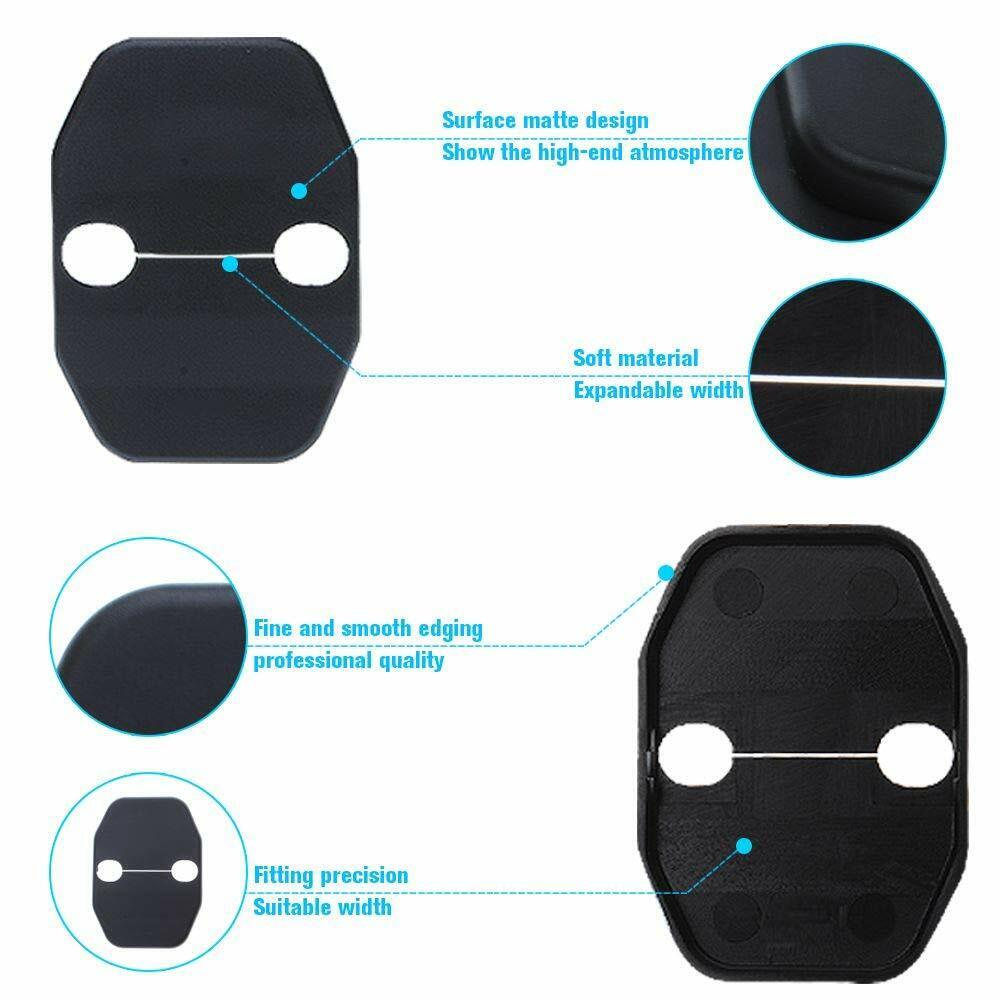 Surface matte design
Show the high-end atmosphere
Soft material
Expandable width
Fine and smooth edging
professional quality
Fitting precision
Suitable width